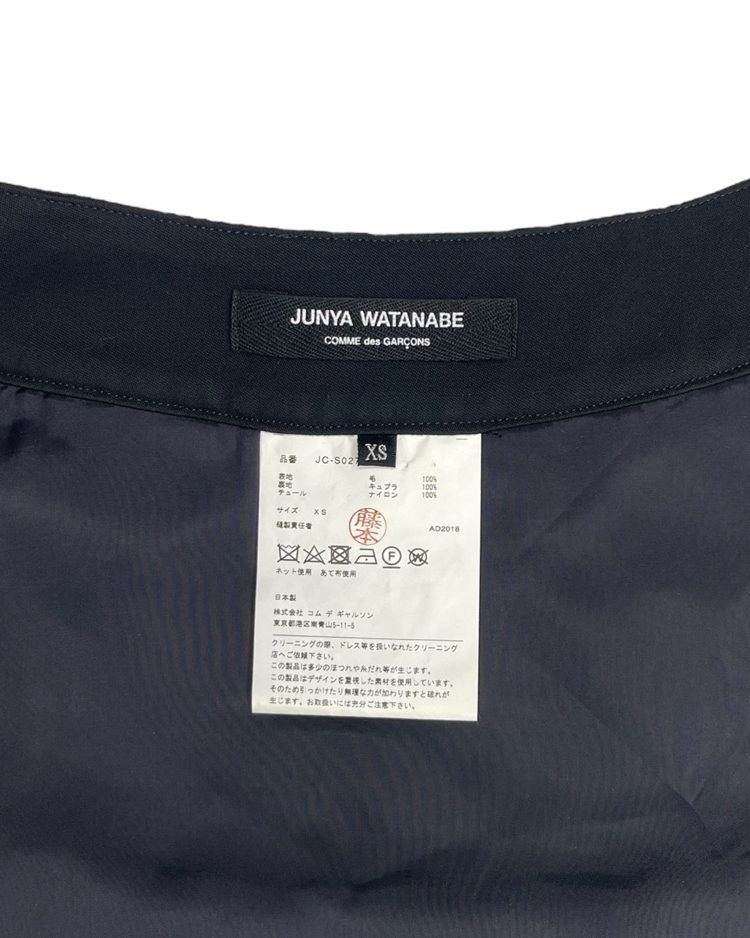 JUNYA WATANABE
COMME des GARÇONS
XS
品番 JC-S027
表地 毛 100%
裏地 キュプラ 100%
チュール ナイロン 100%
サイズ XS
縫製責任者 藤本 AD2018
F W
ネット使用 あて布使用
日本製
株式会社 コム デ ギャルソン
東京都港区南青山5-11-5
クリーニングの際、ドレス等を扱いなれたクリーニング
店へご依頼下さい。
この製品は多少のほつれや糸だれ等が生じます。
この製品はデザインを重視した素材を使用しています。
そのため引っかけたり無理な力が加わりますと破れが
生じます。お取扱いには充分ご注意下さい。